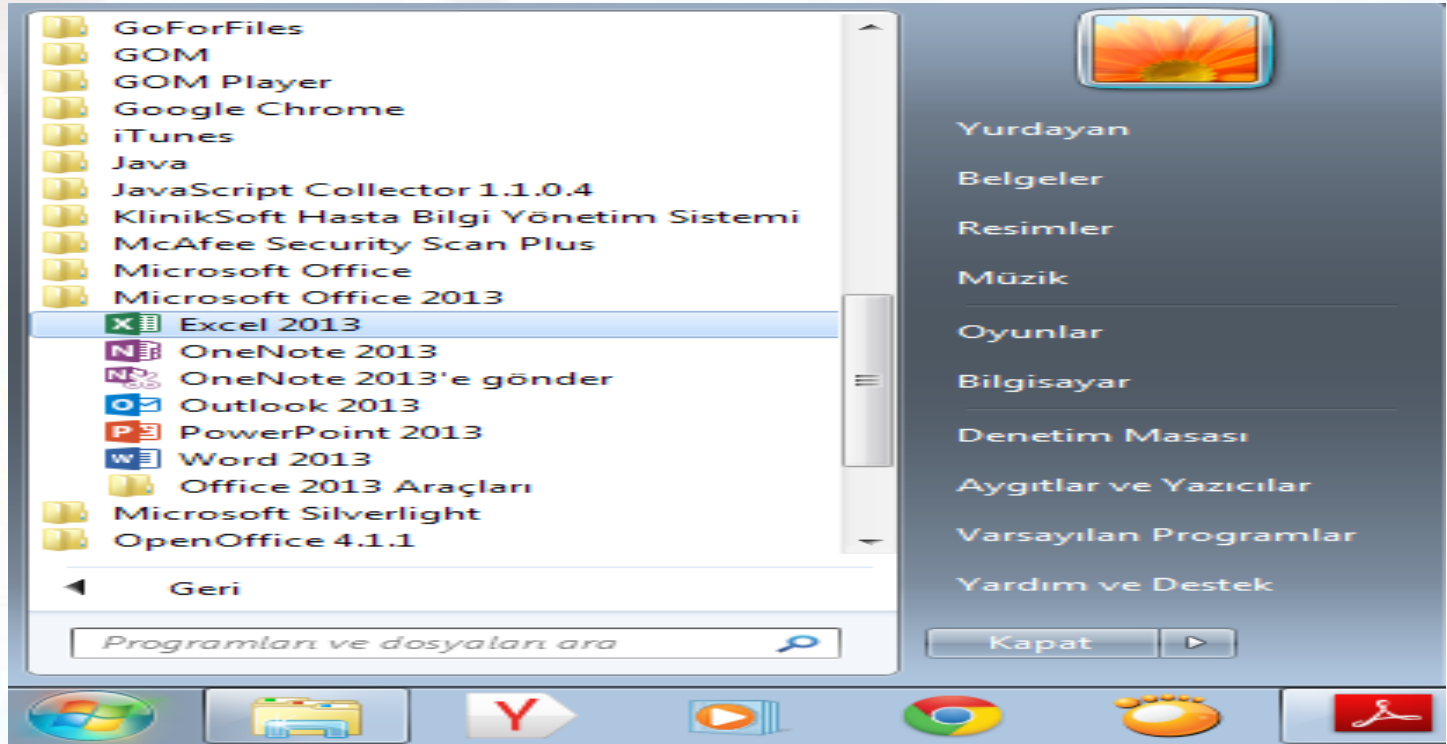 GoForFiles
GOM
GOM Player
Google Chrome
iTunes
Java
JavaScript Collector 1.1.0.4
KlinikSoft Hasta Bilgi Yönetim Sistemi
McAfee Security Scan Plus
Microsoft Office
Microsoft Office 2013
Excel 2013
OneNote 2013
OneNote 2013'e gönder
Outlook 2013
PowerPoint 2013
Word 2013
Office 2013 Araçları
Microsoft Silverlight
OpenOffice 4.1.1
Geri
Programları ve dosyaları ara
Yurdayan
Belgeler
Resimler
Müzik
Oyunlar
Bilgisayar
Denetim Masası
Aygıtlar ve Yazıcılar
Varsayılan Programlar
Yardım ve Destek
Kapat